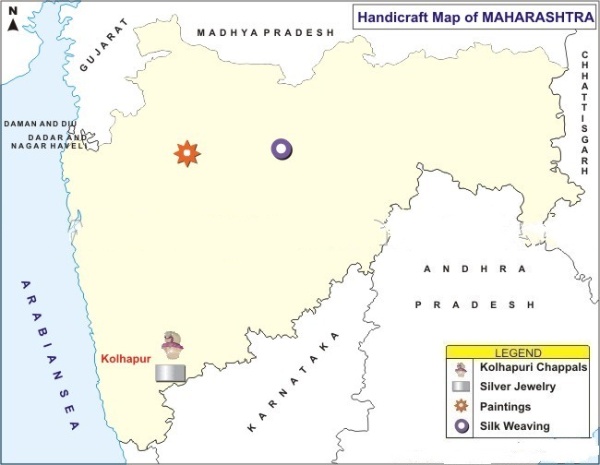 N
Handicraft Map of MAHARASHTRA
GUJARAT
MADHYA PRADESH
CHHATTISGARH
DAMAN AND DIU
DADAR AND
NAGAR HAVELI
ANDHRA
PRADESH
ARABIAN SEA
Kolhapur
KARNATAKA
LEGEND
Kolhapuri Chappals
Silver Jewelry
Paintings
Silk Weaving